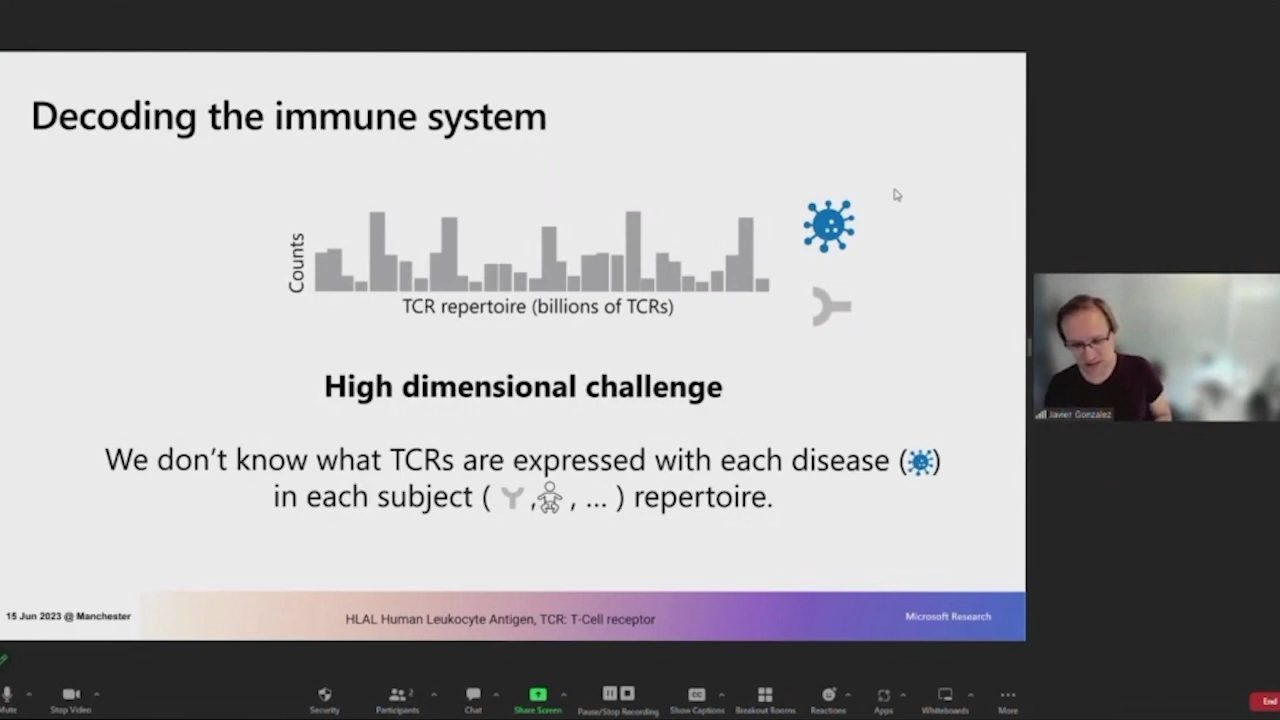 Decoding the immune system
Counts
TCR repertoire (billions of TCRs)
High dimensional challenge
We don't know what TCRs are expressed with each disease ( )
in each subject ( , , ... ) repertoire.
15 Jun 2023 @ Manchester
HLAL Human Leukocyte Antigen, TCR: T-Cell receptor
Microsoft Research
Javier Gonzalez
Mute
Stop Video
Security
2
Participants
Chat
Share Screen
Pause/Stop Recording
CC
Show Captions
Breakout Rooms
Reactions
Apps
Whiteboards
More
End